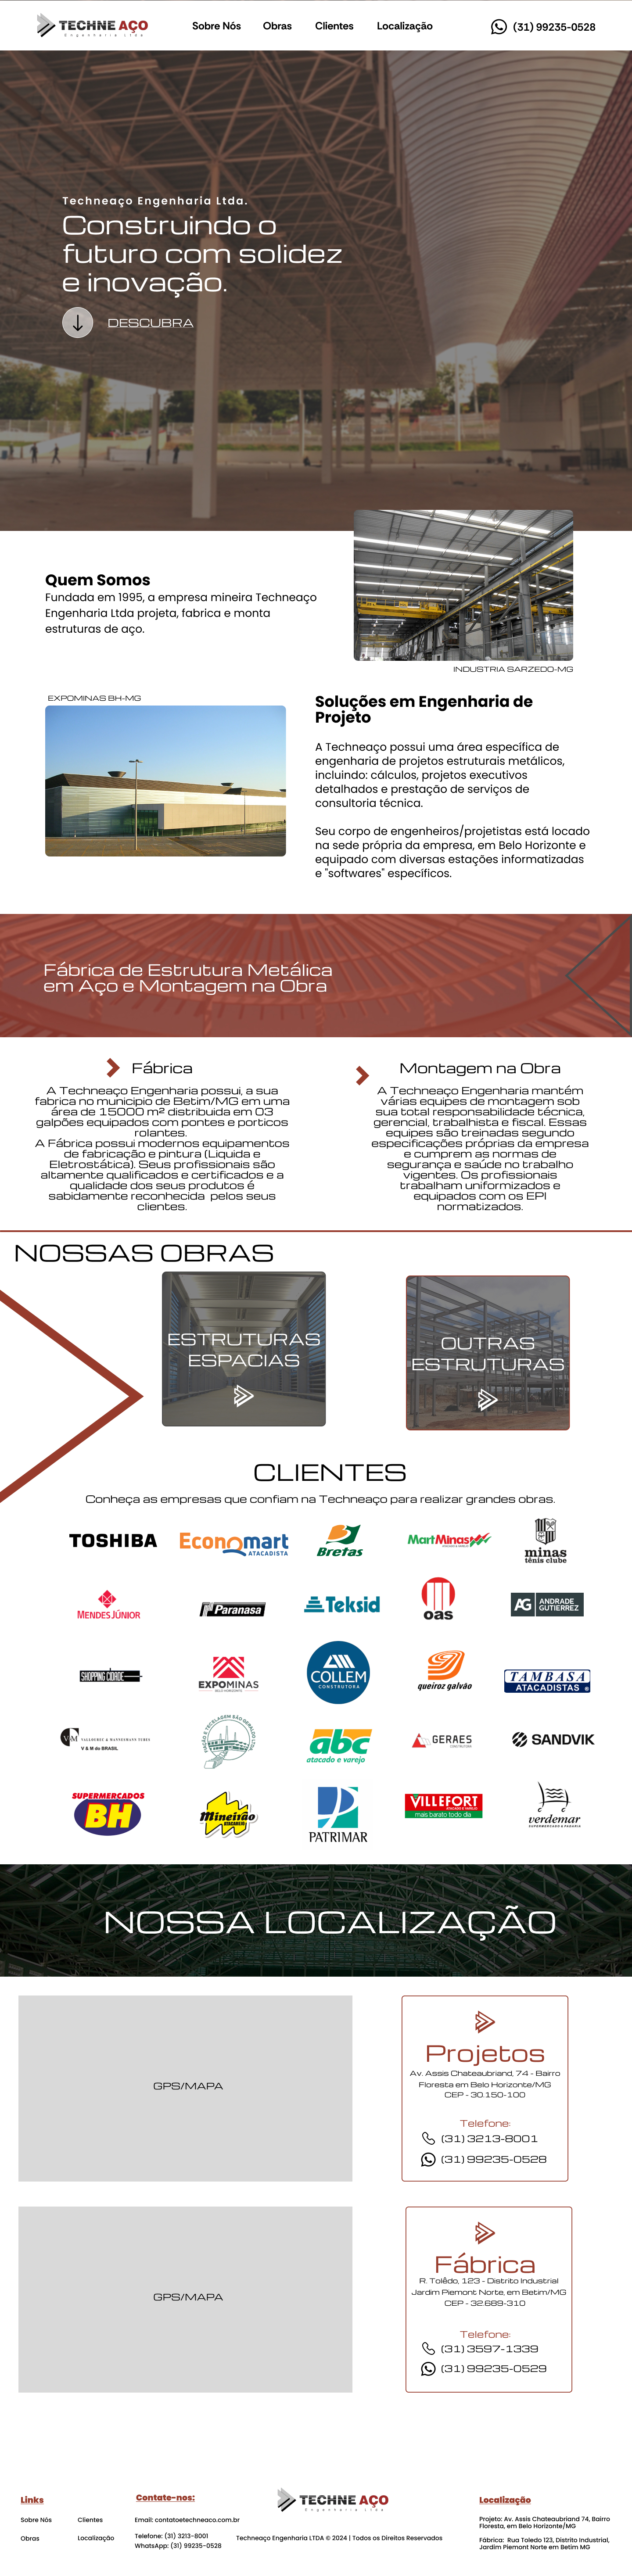 TECHNE AÇO
Engenharia Ltda
Sobre Nós
Obras
Clientes
Localização
(31) 99235-0528
Techneaço Engenharia Ltda.
Construindo o
futuro com solidez
e inovação.
DESCUBRA
Quem Somos
Fundada em 1995, a empresa mineira Techneaço
Engenharia Ltda projeta, fabrica e monta
estruturas de aço.
INDUSTRIA SARZEDO-MG
EXPOMINAS BH-MG
Soluções em Engenharia de
Projeto
A Techneaço possui uma área específica de
engenharia de projetos estruturais metálicos,
incluindo: cálculos, projetos executivos
detalhados e prestação de serviços de
consultoria técnica.
Seu corpo de engenheiros/projetistas está locado
na sede própria da empresa, em Belo Horizonte e
equipado com diversas estações informatizadas
e "softwares" específicos.
Fábrica de Estrutura Metálica
em Aço e Montagem na Obra
Fábrica
A Techneaço Engenharia possui, a sua
fabrica no municipio de Betim/MG em uma
área de 15000 m² distribuida em 03
galpões equipados com pontes e porticos
rolantes.
A Fábrica possui modernos equipamentos
de fabricação e pintura (Liquida e
Eletrostática). Seus profissionais são
altamente qualificados e certificados e a
qualidade dos seus produtos é
sabidamente reconhecida pelos seus
clientes.
Montagem na Obra
A Techneaço Engenharia mantém
várias equipes de montagem sob
sua total responsabilidade técnica,
gerencial, trabalhista e fiscal. Essas
equipes são treinadas segundo
especificações próprias da empresa
e cumprem as normas de
segurança e saúde no trabalho
vigentes. Os profissionais
trabalham uniformizados e
equipados com os EPI
normatizados.
NOSSAS OBRAS
ESTRUTURAS
ESPACIAS
OUTRAS
ESTRUTURAS
CLIENTES
Conheça as empresas que confiam na Techneaço para realizar grandes obras.
TOSHIBA
Economart
ATACADISTA
Bretas
MartMinas
minas
tênis clube
MENDES JÚNIOR
Paranasa
Teksid
oas
AG ANDRADE
GUTIERREZ
SHOPPING CIDADE
EXPOMINAS
BELO HORIZONTE
COLLEM
CONSTRUTORA
queiroz galvão
TAMBASA
ATACADISTAS
V M VALLOUREC & MANNESMANN TUBES
V & M do BRASIL
abc
atacado e varejo
GERAES
SANDVIK
SUPERMERCADOS
BH
Mineirão
ATACAREJO
PATRIMAR
VILLEFORT
ATACADO & VAREJO
mais barato todo dia
verdemar
SUPERMERCADO & PADARIA
NOSSA LOCALIZAÇÃO
GPS/MAPA
Projetos
Av. Assis Chateaubriand, 74 - Bairro
Floresta em Belo Horizonte/MG
CEP - 30.150-100
Telefone:
(31) 3213-8001
(31) 99235-0528
GPS/MAPA
Fábrica
R. Tolêdo, 123 - Distrito Industrial
Jardim Piemont Norte, em Betim/MG
CEP - 32.689-310
Telefone:
(31) 3597-1339
(31) 99235-0529
Links
Sobre Nós
Clientes
Obras
Localização
Contate-nos:
Email: contatoetechneaco.com.br
Telefone: (31) 3213-8001
WhatsApp: (31) 99235-0528
TECHNE AÇO
Engenharia Ltda
Techneaço Engenharia LTDA © 2024 | Todos os Direitos Reservados
Localização
Projeto: Av. Assis Chateaubriand 74, Bairro
Floresta, em Belo Horizonte/MG
Fábrica: Rua Toledo 123, Distrito Industrial,
Jardim Piemont Norte em Betim MG